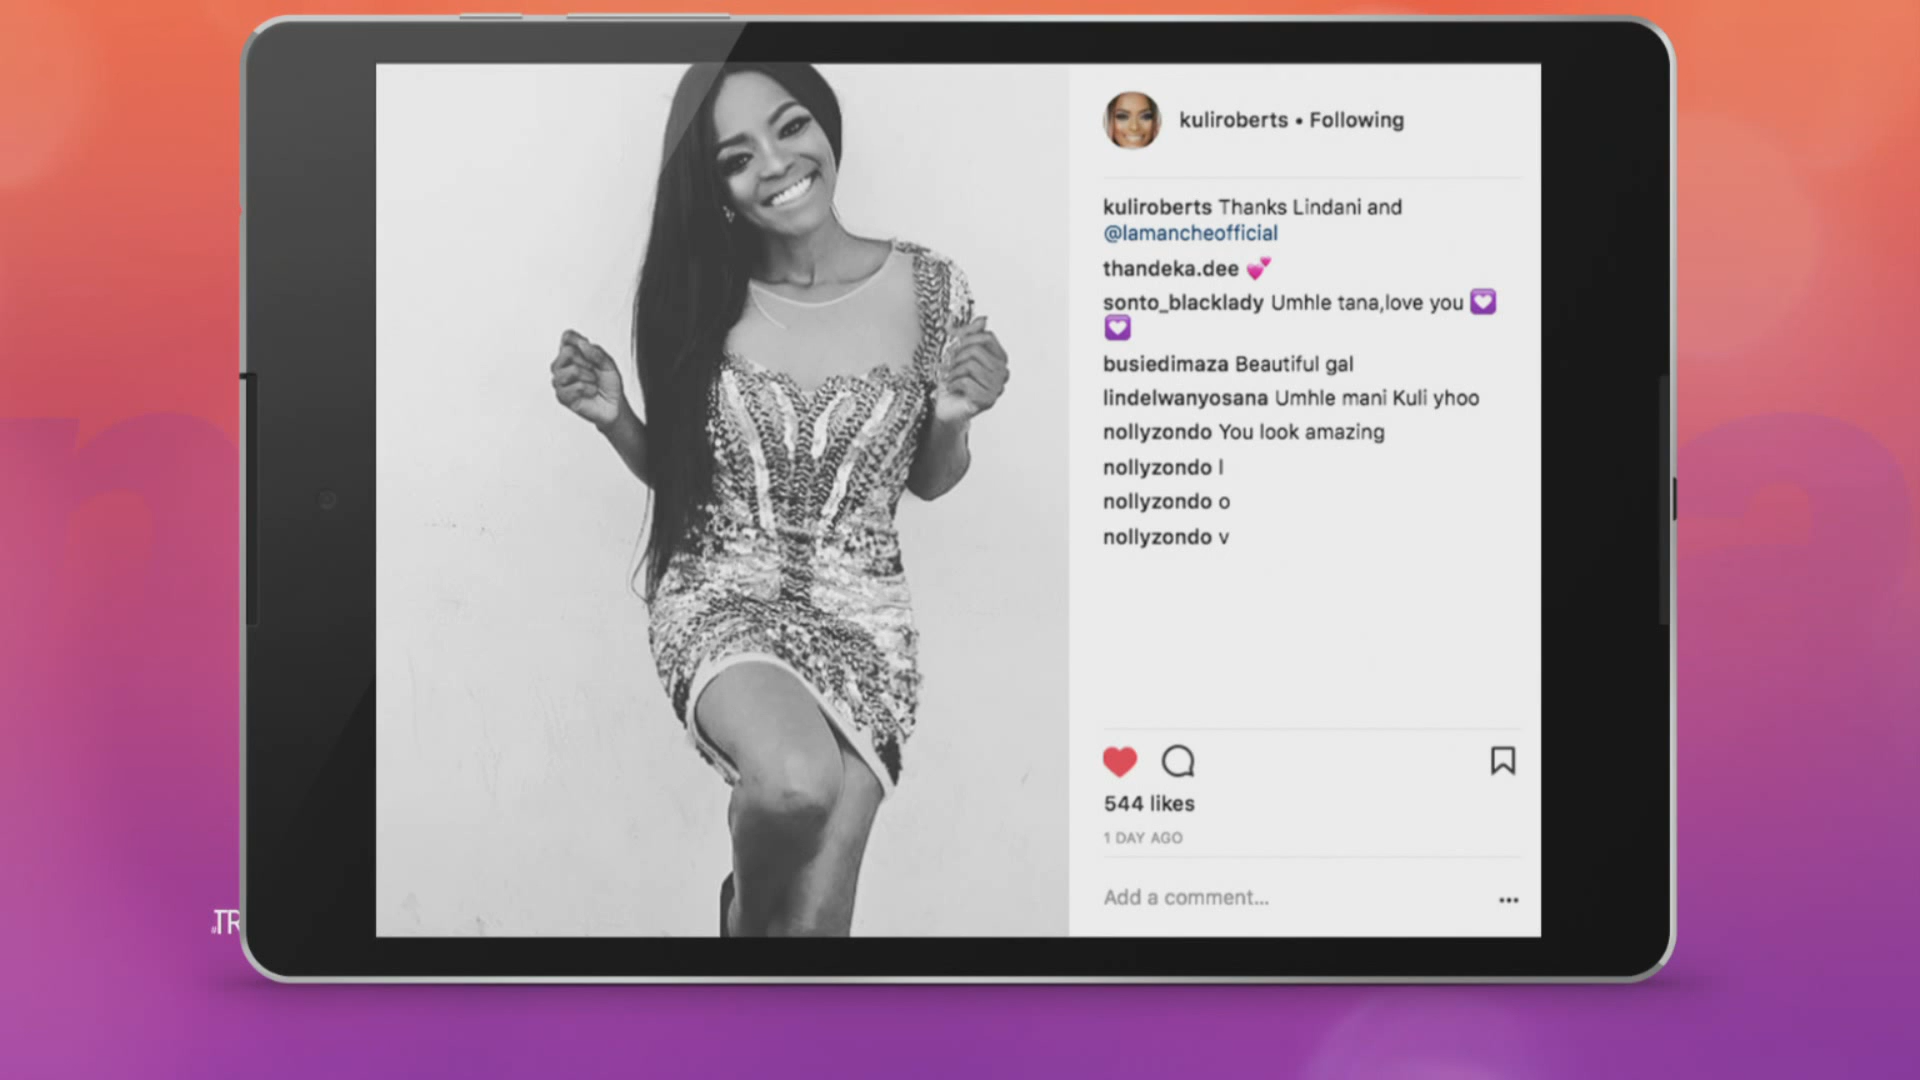 kuliroberts • Following
kuliroberts Thanks Lindani and
@lamancheofficial
thandeka.dee 💕
sonto_blacklady Umhle tana,love you 💟
💟
busiedimaza Beautiful gal
lindelwanyosana Umhle mani Kuli yhoo
nollyzondo You look amazing
nollyzondo l
nollyzondo o
nollyzondo v
544 likes
1 DAY AGO
Add a comment...